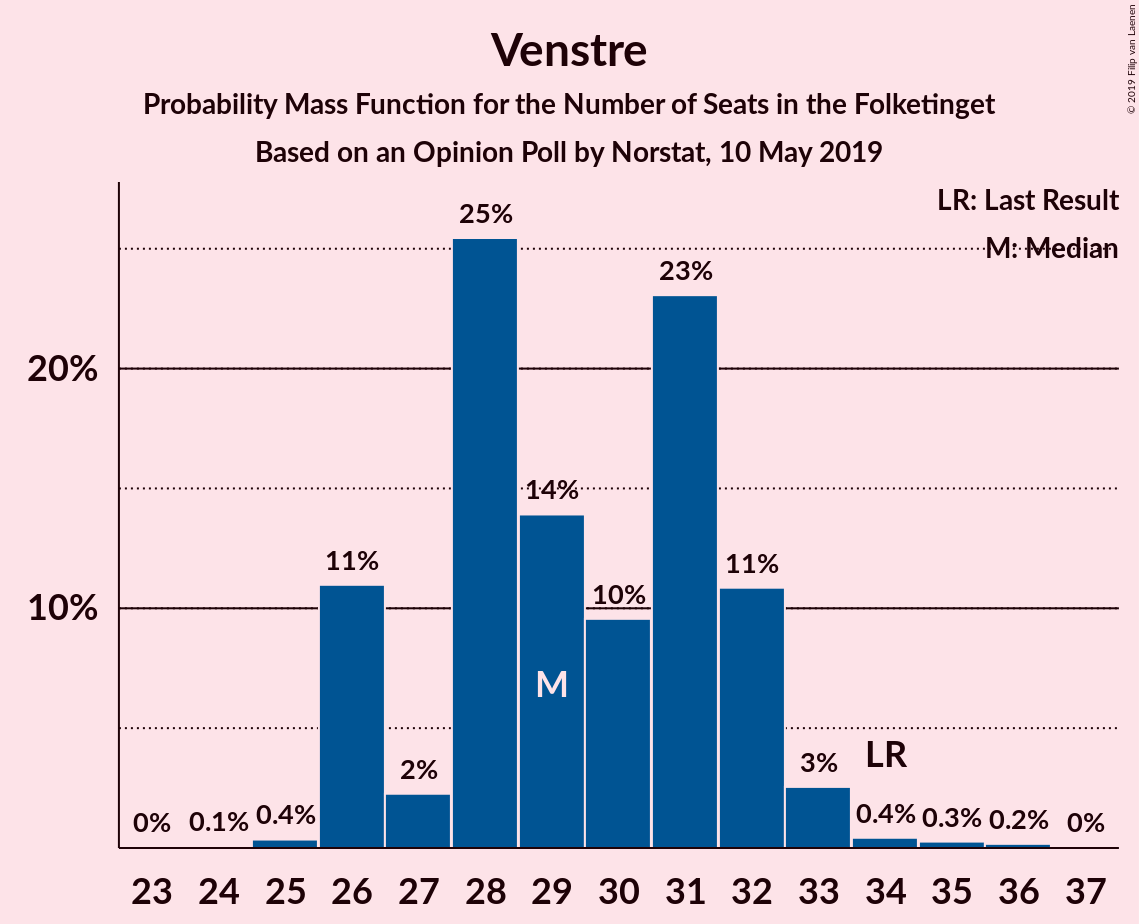 Venstre
Probability Mass Function for the Number of Seats in the Folketinget
Based on an Opinion Poll by Norstat, 10 May 2019
© 2019 Filip van Laenen
LR: Last Result
M: Median
20%
10%
0%
0.1%
0.4%
11%
2%
25%
14%
10%
23%
11%
3%
0.4%
0.3%
0.2%
0%
M
LR
23 24 25 26 27 28 29 30 31 32 33 34 35 36 37